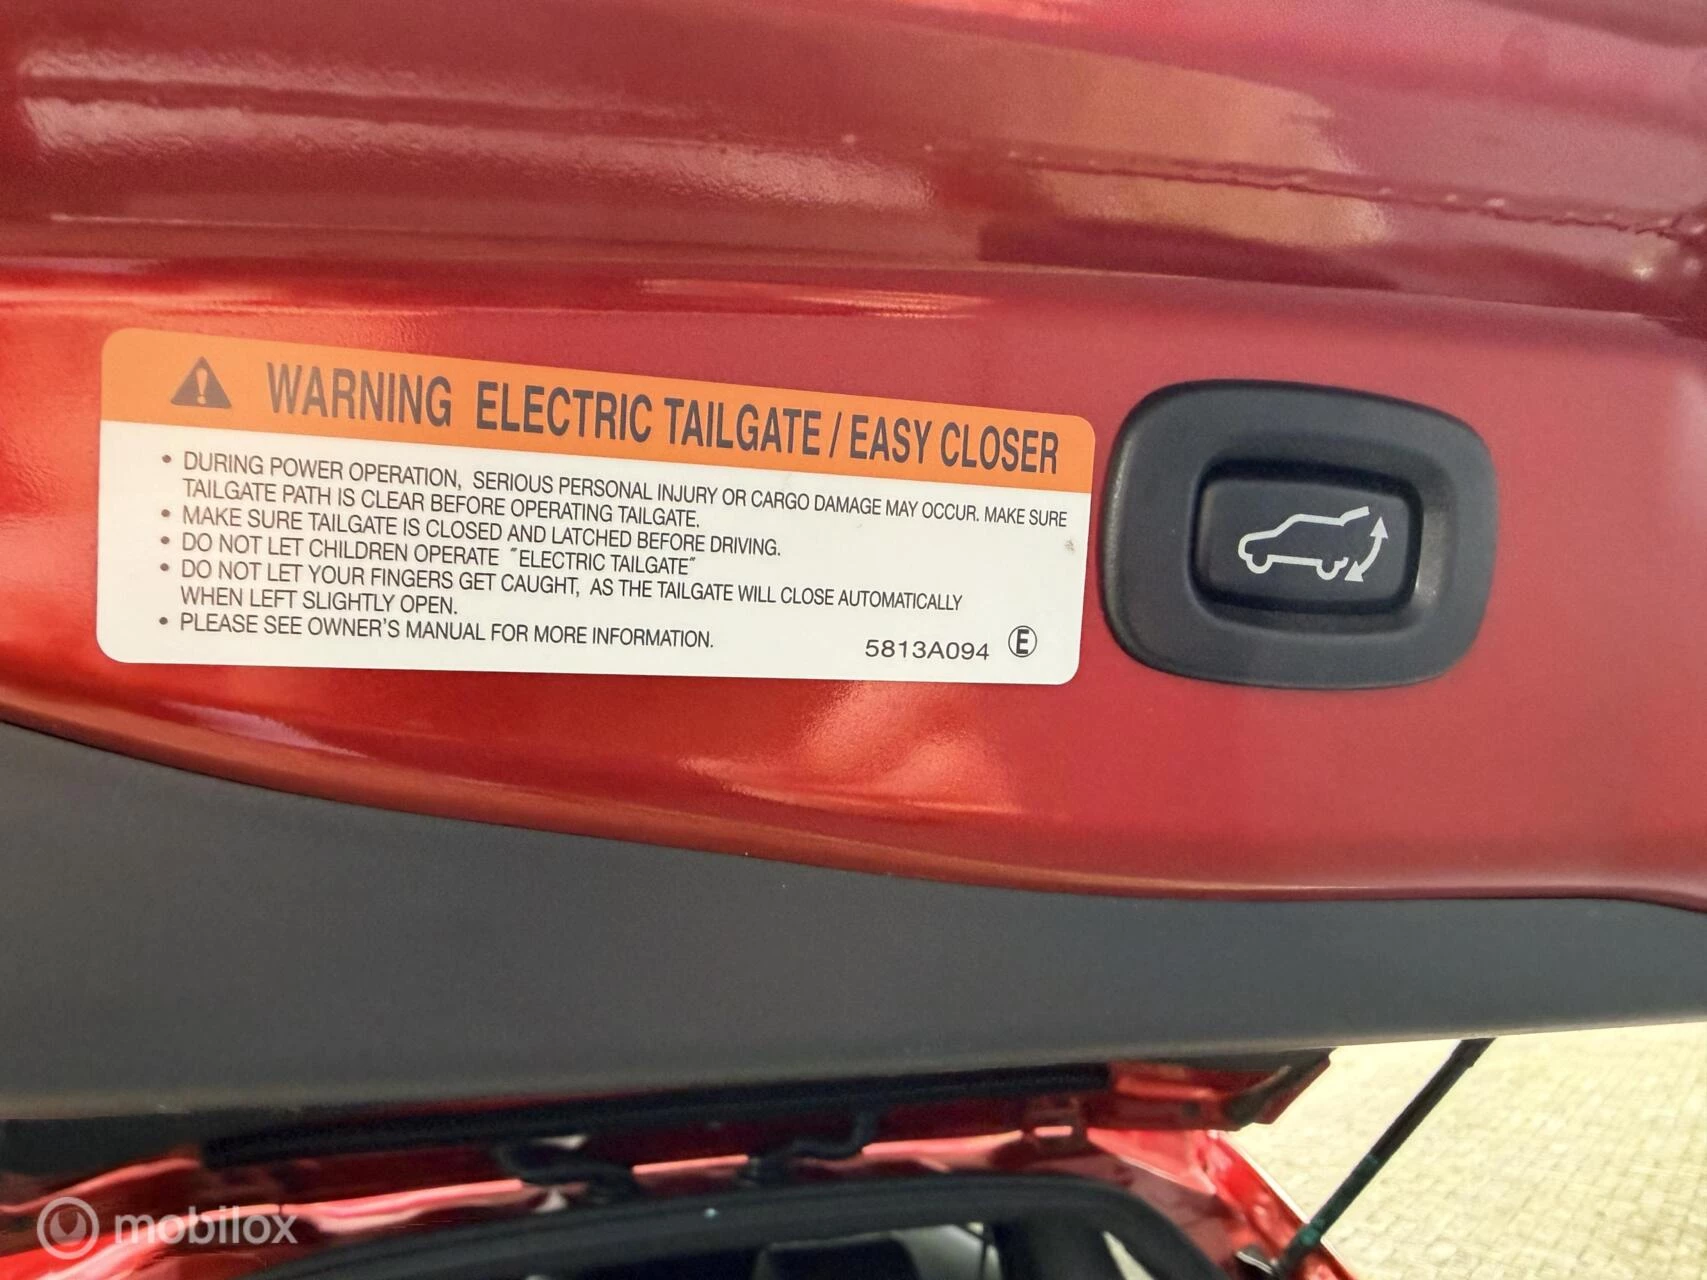 WARNING ELECTRIC TAILGATE / EASY CLOSER
• DURING POWER OPERATION, SERIOUS PERSONAL INJURY OR CARGO DAMAGE MAY OCCUR. MAKE SURE
TAILGATE PATH IS CLEAR BEFORE OPERATING TAILGATE.
• MAKE SURE TAILGATE IS CLOSED AND LATCHED BEFORE DRIVING.
• DO NOT LET CHILDREN OPERATE "ELECTRIC TAILGATE"
• DO NOT LET YOUR FINGERS GET CAUGHT, AS THE TAILGATE WILL CLOSE AUTOMATICALLY
WHEN LEFT SLIGHTLY OPEN.
• PLEASE SEE OWNER'S MANUAL FOR MORE INFORMATION.
5813A094 Ⓔ
mobilox